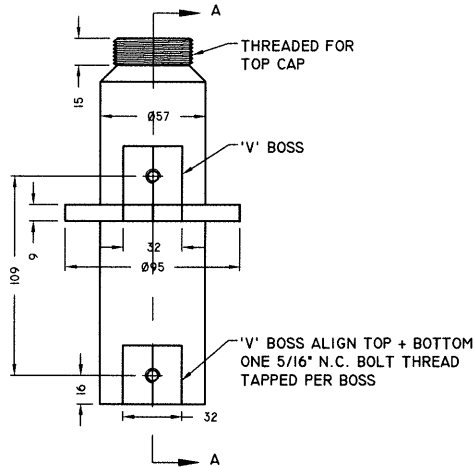 A
THREADED FOR
TOP CAP
15
Ø57
'V' BOSS
109
9
32
Ø95
'V' BOSS ALIGN TOP + BOTTOM
ONE 5/16" N.C. BOLT THREAD
TAPPED PER BOSS
16
32
A